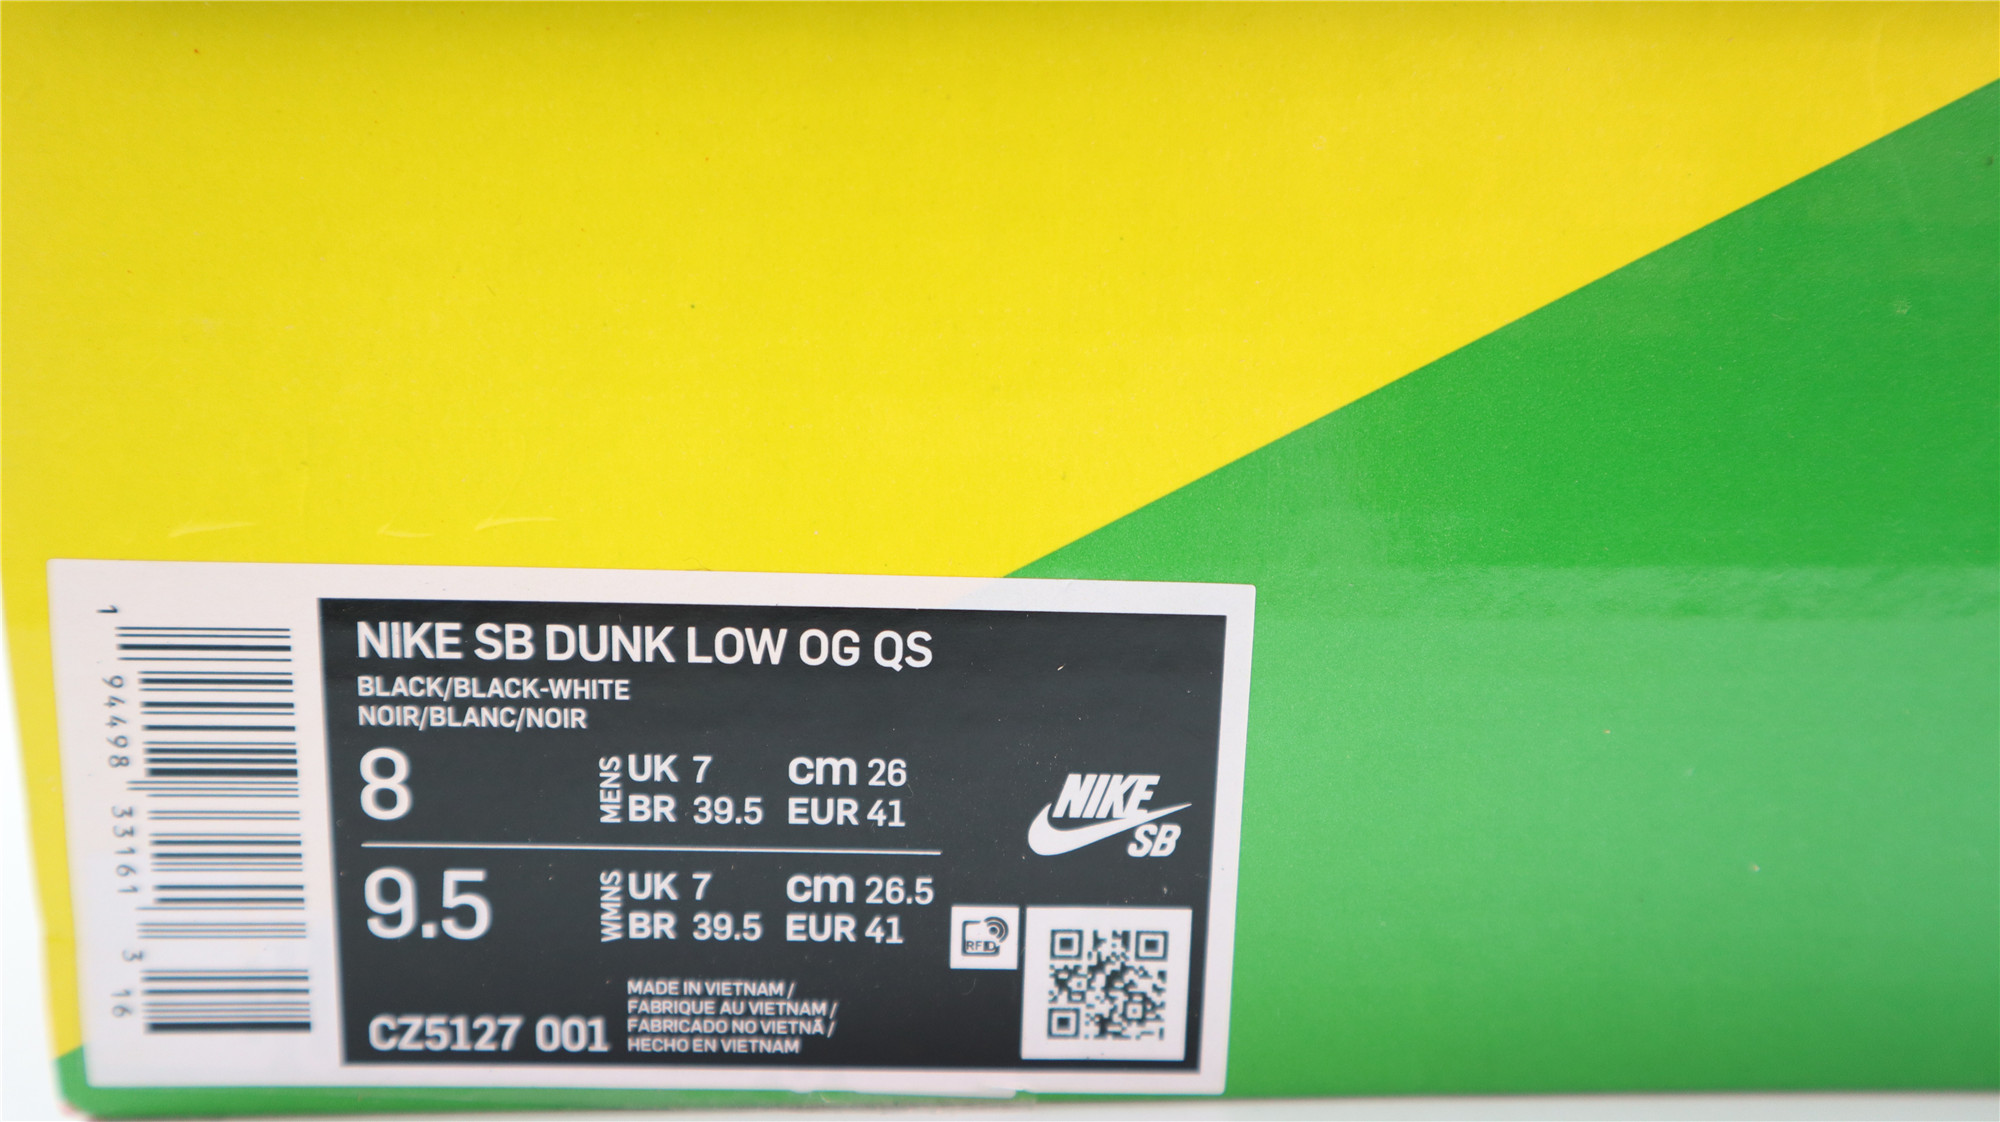 1 94498 33161 3 16
NIKE SB DUNK LOW OG QS
BLACK/BLACK-WHITE
NOIR/BLANC/NOIR
8 MENS UK 7 cm 26
BR 39.5 EUR 41
9.5 WMNS UK 7 cm 26.5
BR 39.5 EUR 41
NIKE
SB
RFID
CZ5127 001
MADE IN VIETNAM /
FABRIQUE AU VIETNAM /
FABRICADO NO VIETNÃ /
HECHO EN VIETNAM